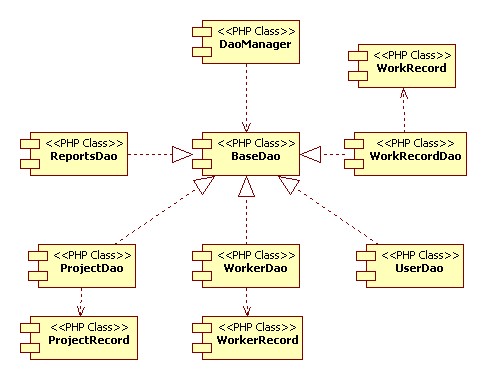 <<PHP Class>>
DaoManager
<<PHP Class>>
WorkRecord
<<PHP Class>>
ReportsDao
<<PHP Class>>
BaseDao
<<PHP Class>>
WorkRecordDao
<<PHP Class>>
ProjectDao
<<PHP Class>>
WorkerDao
<<PHP Class>>
UserDao
<<PHP Class>>
ProjectRecord
<<PHP Class>>
WorkerRecord